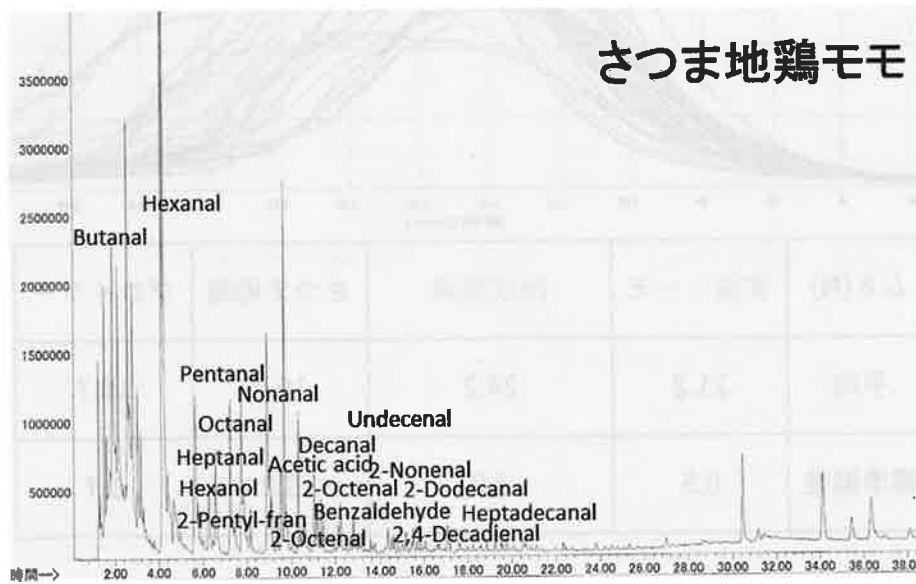 さつま地鶏モモ
3500000
3000000
2500000
2000000
1500000
1000000
500000
Hexanal
Butanal
Pentanal
Nonanal
Octanal
Undecenal
Decanal
Heptanal
Acetic acid
2-Nonenal
Hexanol
2-Octenal
2-Dodecanal
Benzaldehyde
Heptadecanal
2-Pentyl-fran
2-Octenal
2,4-Decadienal
時間-->
2.00 4.00 6.00 8.00 10.00 12.00 14.00 16.00 18.00 20.00 22.00 24.00 26.00 28.00 30.00 32.00 34.00 36.00